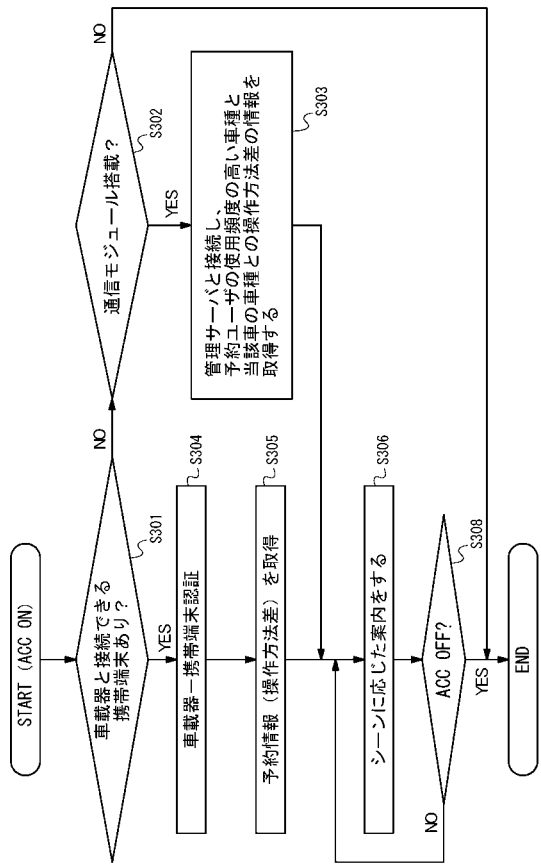 START (ACC ON)
車載器と接続できる
携帯端末あり?
S301
NO
YES
通信モジュール搭載?
S302
NO
YES
管理サーバと接続し、
予約ユーザの使用頻度の高い車種と
当該車の車種との操作方法差の情報を
取得する
S303
車載器ー携帯端末認証
S304
予約情報(操作方法差)を取得
S305
シーンに応じた案内をする
S306
ACC OFF?
S308
NO
YES
END